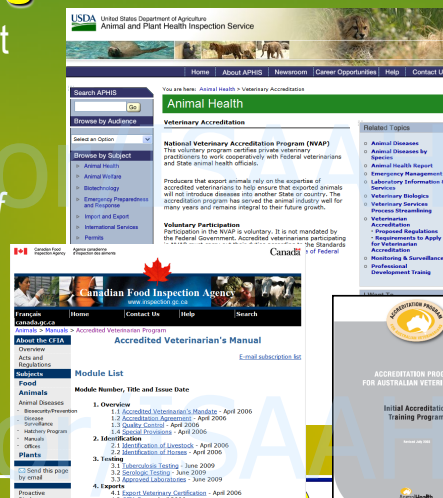 t
f
USDA United States Department of Agriculture
Animal and Plant Health Inspection Service
Home About APHIS Newsroom Career Opportunities Help Contact U
Search APHIS
Go
Browse by Audience
Select an Option
Browse by Subject
Animal Health
Animal Welfare
Biotechnology
Emergency Preparedness
and Response
Import and Export
International Services
Permits
You are here: Animal Health > Veterinary Accreditation
Animal Health
Veterinary Accreditation
National Veterinary Accreditation Program (NVAP)
This voluntary program certifies private veterinary
practitioners to work cooperatively with Federal veterinarians
and State animal health officials.
Producers that export animals rely on the expertise of
accredited veterinarians to help ensure that exported animals
will not introduce diseases into another State or country. The
accreditation program has served the animal industry well for
many years and remains integral to their future growth.
Voluntary Participation
Participation in the NVAP is voluntary. It is not mandated by
the Federal Government. Accredited veterinarians participating
the Standards
e of Federal
Related Topics
Animal Diseases
Animal Diseases by
Species
Animal Health Report
Emergency Management
Laboratory Information
Services
Veterinary Biologics
Veterinary Services
Process Streamlining
Veterinarian
Accreditation
- Proposed Regulations
- Requirements to Apply
for Veterinarian
Accreditation
Monitoring & Surveillance
Professional
Development Training
I Want To
Canadian Food Inspection Agency
Agence canadienne d'inspection des aliments
Canada
Canadian Food Inspection Agency
www.inspection.gc.ca
Français Home Contact Us Help Search
canada.gc.ca
Animals > Manuals > Accredited Veterinarian Program
About the CFIA
Overview
Acts and
Regulations
Subjects
Food
Animals
Animal Diseases
Biosecurity/Prevention
Disease
Surveillance
Hatchery Program
Manuals
Offices
Plants
Send this page
by email
Proactive
Accredited Veterinarian's Manual
E-mail subscription list
Module List
Module Number, Title and Issue Date
1. Overview
1.1 Accredited Veterinarian's Mandate - April 2006
1.2 Accreditation Agreement - April 2006
1.3 Quality Control - April 2006
1.4 Special Provisions - April 2006
2. Identification
2.1 Identification of Livestock - April 2006
2.2 Identification of Horses - April 2006
3. Testing
3.1 Tuberculosis Testing - June 2009
3.2 Serologic Testing - June 2009
3.3 Approved Laboratories - June 2009
4. Exports
4.1 Export Veterinary Certification - April 2006
ACCREDITATION PROGRAM
ACCREDITATION PROG
FOR AUSTRALIAN VETERI
Initial Accreditatio
Training Program